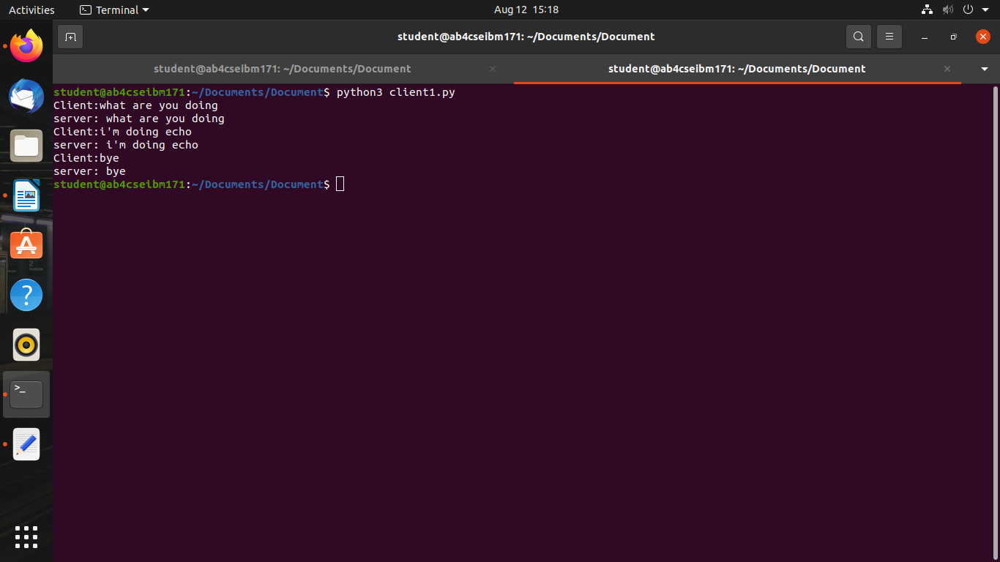 Activities
Terminal
Aug 12 15:18
student@ab4cseibm171: ~/Documents/Document
student@ab4cseibm171: ~/Documents/Document
student@ab4cseibm171: ~/Documents/Document
student@ab4cseibm171:~/Documents/Document$ python3 client1.py
Client:what are you doing
server: what are you doing
Client:i'm doing echo
server: i'm doing echo
Client:bye
server: bye
student@ab4cseibm171:~/Documents/Document$